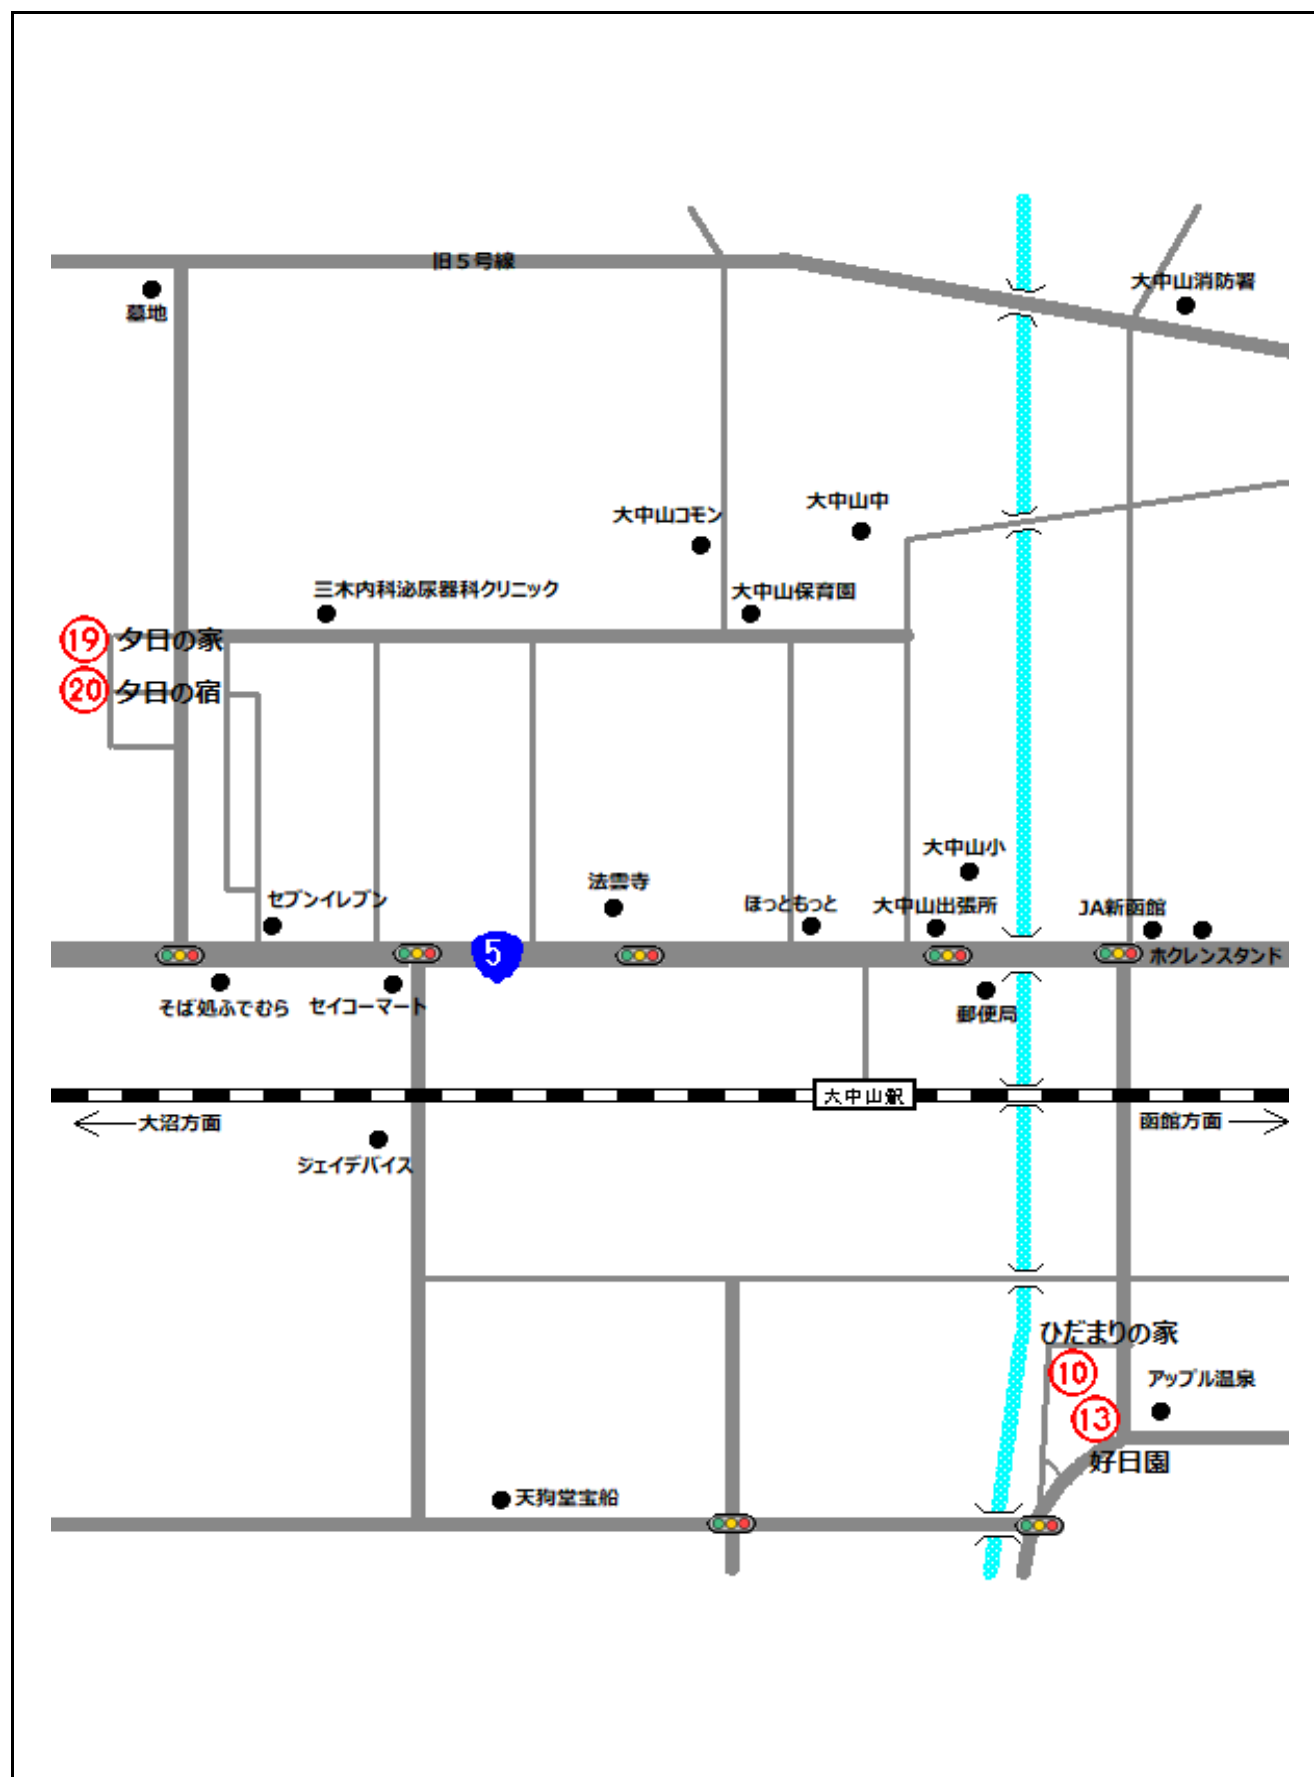 旧５号線
大中山消防署
墓地
大中山中
大中山コモン
三木内科泌尿器科クリニック
大中山保育園
19 夕日の家
20 夕日の宿
大中山小
法雲寺
セブンイレブン
ほっともっと
大中山出張所
JA新函館
5
ホクレンスタンド
そば処ふでむら
セイコーマート
郵便局
大中山駅
大沼方面
函館方面
ジェイデバイス
ひだまりの家
10
アップル温泉
13
好日園
天狗堂宝船